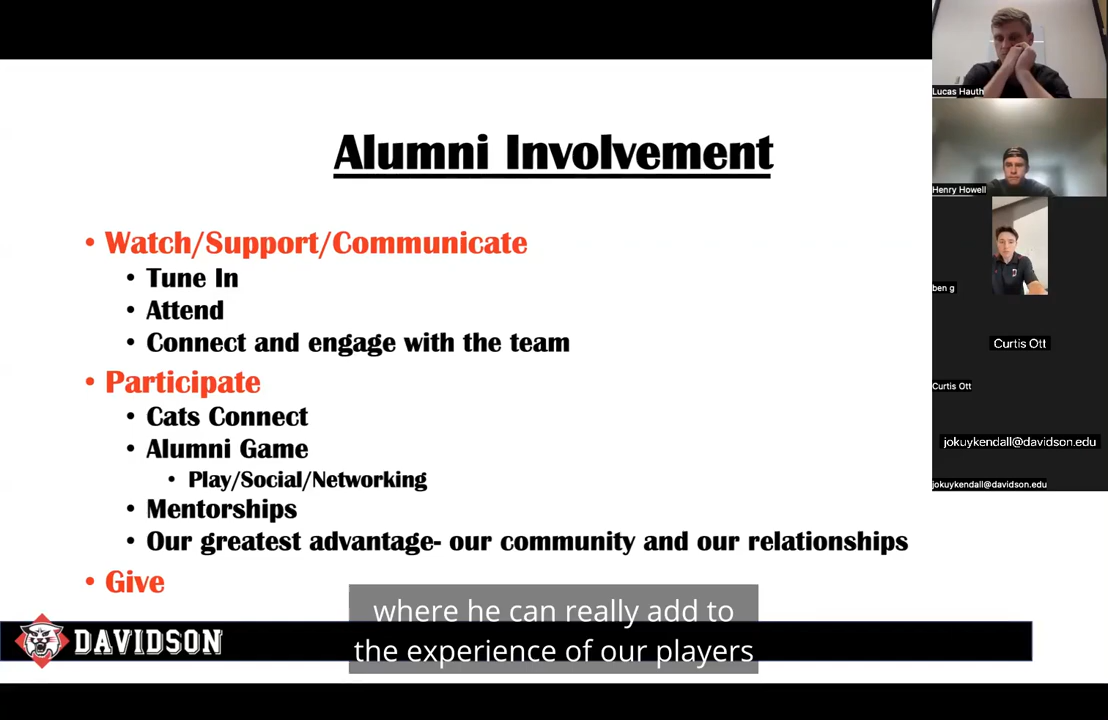 Alumni Involvement
• Watch/Support/Communicate
• Tune In
• Attend
• Connect and engage with the team
• Participate
• Cats Connect
• Alumni Game
• Play/Social/Networking
• Mentorships
• Our greatest advantage- our community and our relationships
• Give
DAVIDSON
where he can really add to
the experience of our players
Lucas Hauth
Henry Howell
ben g
Curtis Ott
Curtis Ott
jokuykendall@davidson.edu
jokuykendall@davidson.edu